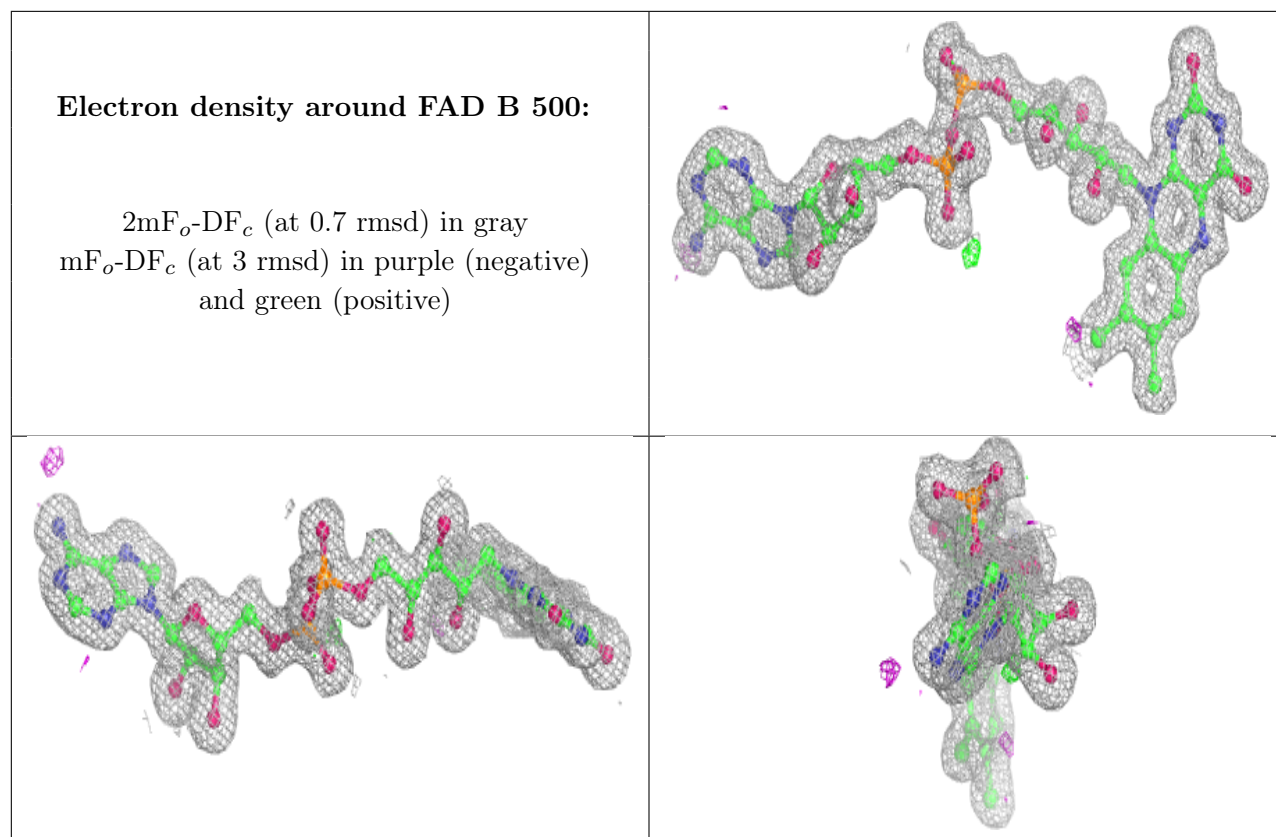 Electron density around FAD B 500:
2mFo-DFc (at 0.7 rmsd) in gray
mFo-DFc (at 3 rmsd) in purple (negative)
and green (positive)